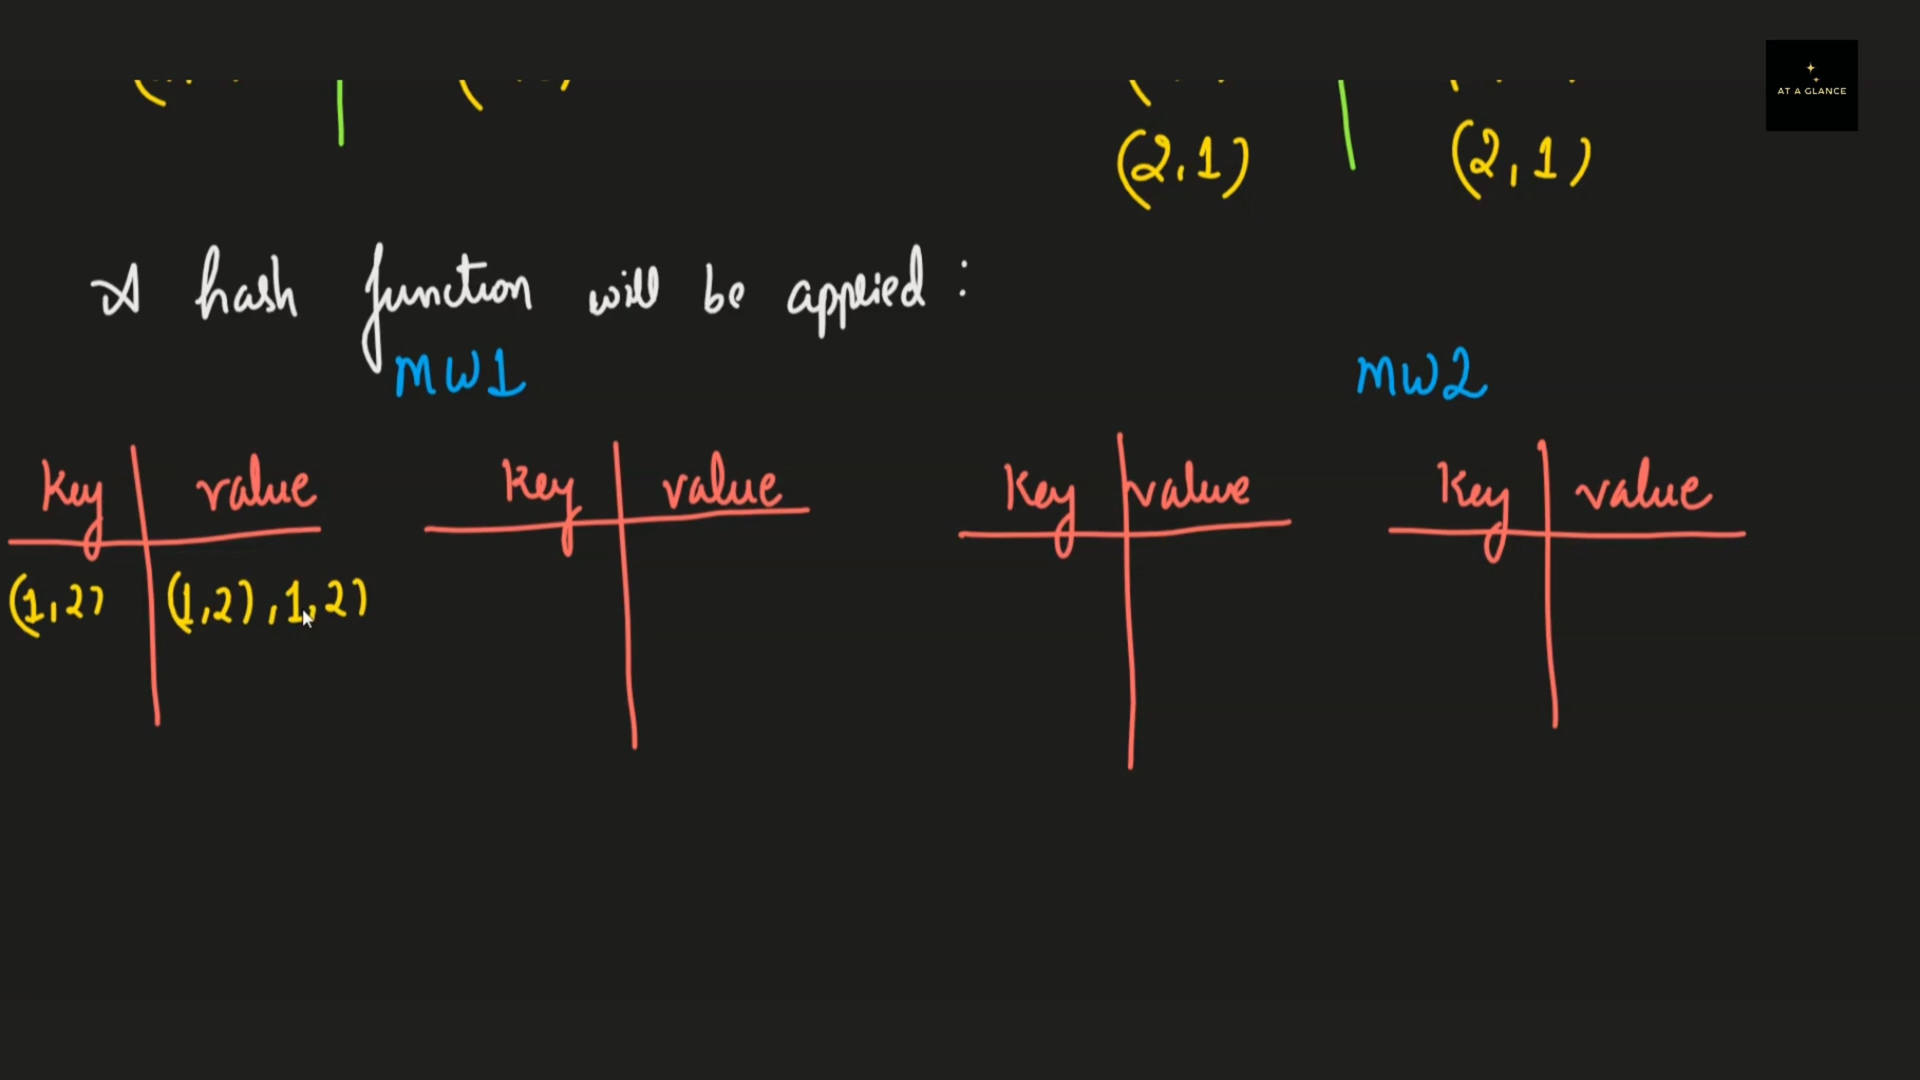 AT A GLANCE
(2,1) (2,1)
A hash function will be applied :
MW1 MW2
Key value Key value Key value Key value
(1,2) (1,2) , 1,2)